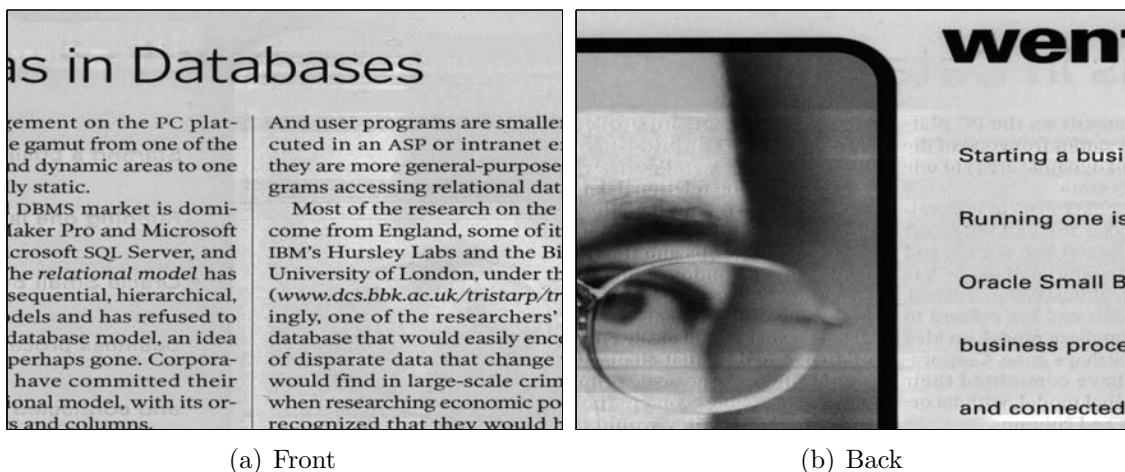 as in Databases
gement on the PC plat-
e gamut from one of the
nd dynamic areas to one
lly static.
DBMS market is domi-
Maker Pro and Microsoft
crosoft SQL Server, and
The relational model has
sequential, hierarchical,
dels and has refused to
database model, an idea
perhaps gone. Corpora-
have committed their
ional model, with its or-
s and columns.
And user programs are smaller
cuted in an ASP or intranet e
they are more general-purpose
grams accessing relational dat
Most of the research on the
come from England, some of it
IBM's Hursley Labs and the Bi
University of London, under th
(www.dcs.bbk.ac.uk/tristarp/tr
ingly, one of the researchers'
database that would easily enc
of disparate data that change
would find in large-scale crim
when researching economic po
recognized that they would b
(a) Front
went
Starting a busi
Running one is
Oracle Small B
business proce
and connected
(b) Back